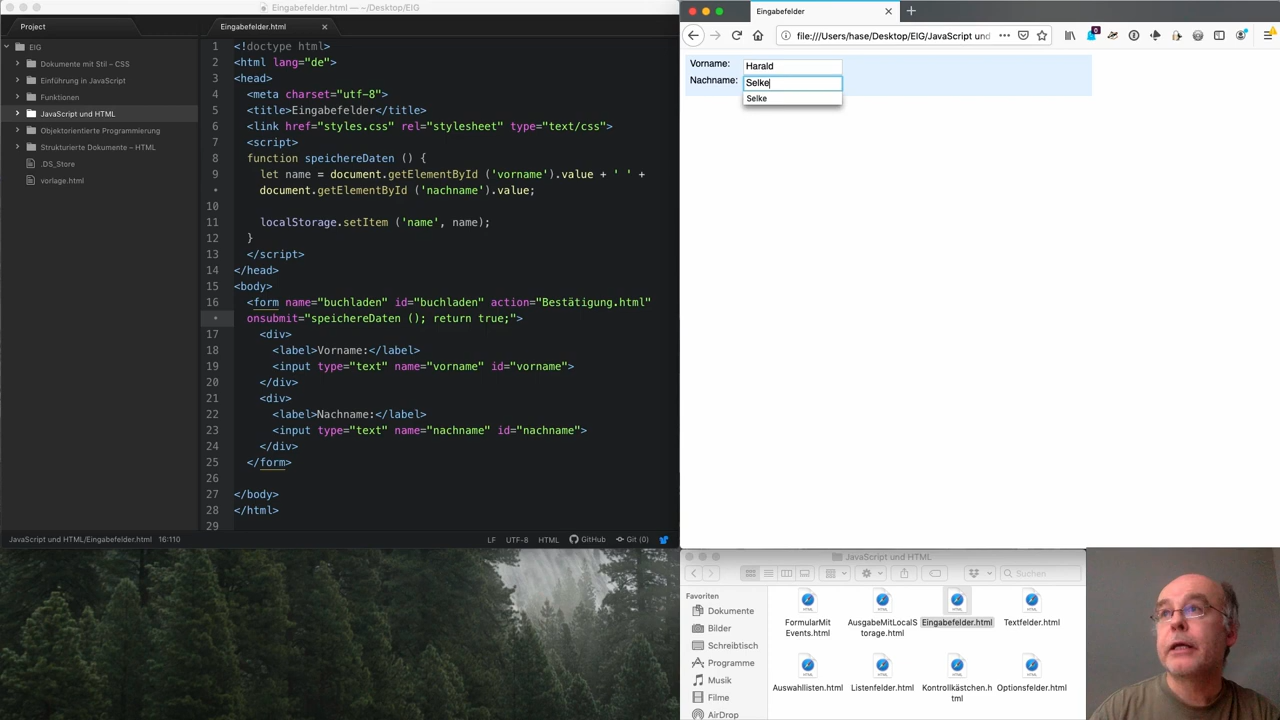 Eingabefelder.html — ~/Desktop/EIG
Project
EIG
Dokumente mit Stil – CSS
Einführung in JavaScript
Funktionen
JavaScript und HTML
Objektorientierte Programmierung
Strukturierte Dokumente – HTML
.DS_Store
vorlage.html
Eingabefelder.html
1 <!doctype html>
2 <html lang="de">
3 <head>
4 <meta charset="utf-8">
5 <title>Eingabefelder</title>
6 <link href="styles.css" rel="stylesheet" type="text/css">
7 <script>
8 function speichereDaten () {
9 let name = document.getElementById ('vorname').value + ' ' +
• document.getElementById ('nachname').value;
10
11 localStorage.setItem ('name', name);
12 }
13 </script>
14 </head>
15 <body>
16 <form name="buchladen" id="buchladen" action="Bestätigung.html"
• onsubmit="speichereDaten (); return true;">
17 <div>
18 <label>Vorname:</label>
19 <input type="text" name="vorname" id="vorname">
20 </div>
21 <div>
22 <label>Nachname:</label>
23 <input type="text" name="nachname" id="nachname">
24 </div>
25 </form>
26
27 </body>
28 </html>
29
JavaScript und HTML/Eingabefelder.html 16:110
LF UTF-8 HTML GitHub Git (0)
Eingabefelder
file:///Users/hase/Desktop/EIG/JavaScript und
0
Vorname: Harald
Nachname: Selke
Selke
JavaScript und HTML
Suchen
Favoriten
Dokumente
Bilder
Schreibtisch
Programme
Musik
Filme
AirDrop
HTML HTML HTML HTML
FormularMit
Events.html
AusgabeMitLocalS
torage.html
Eingabefelder.html
Textfelder.html
HTML HTML HTML HTML
Auswahllisten.html
Listenfelder.html
Kontrollkästchen.h
tml
Optionsfelder.html